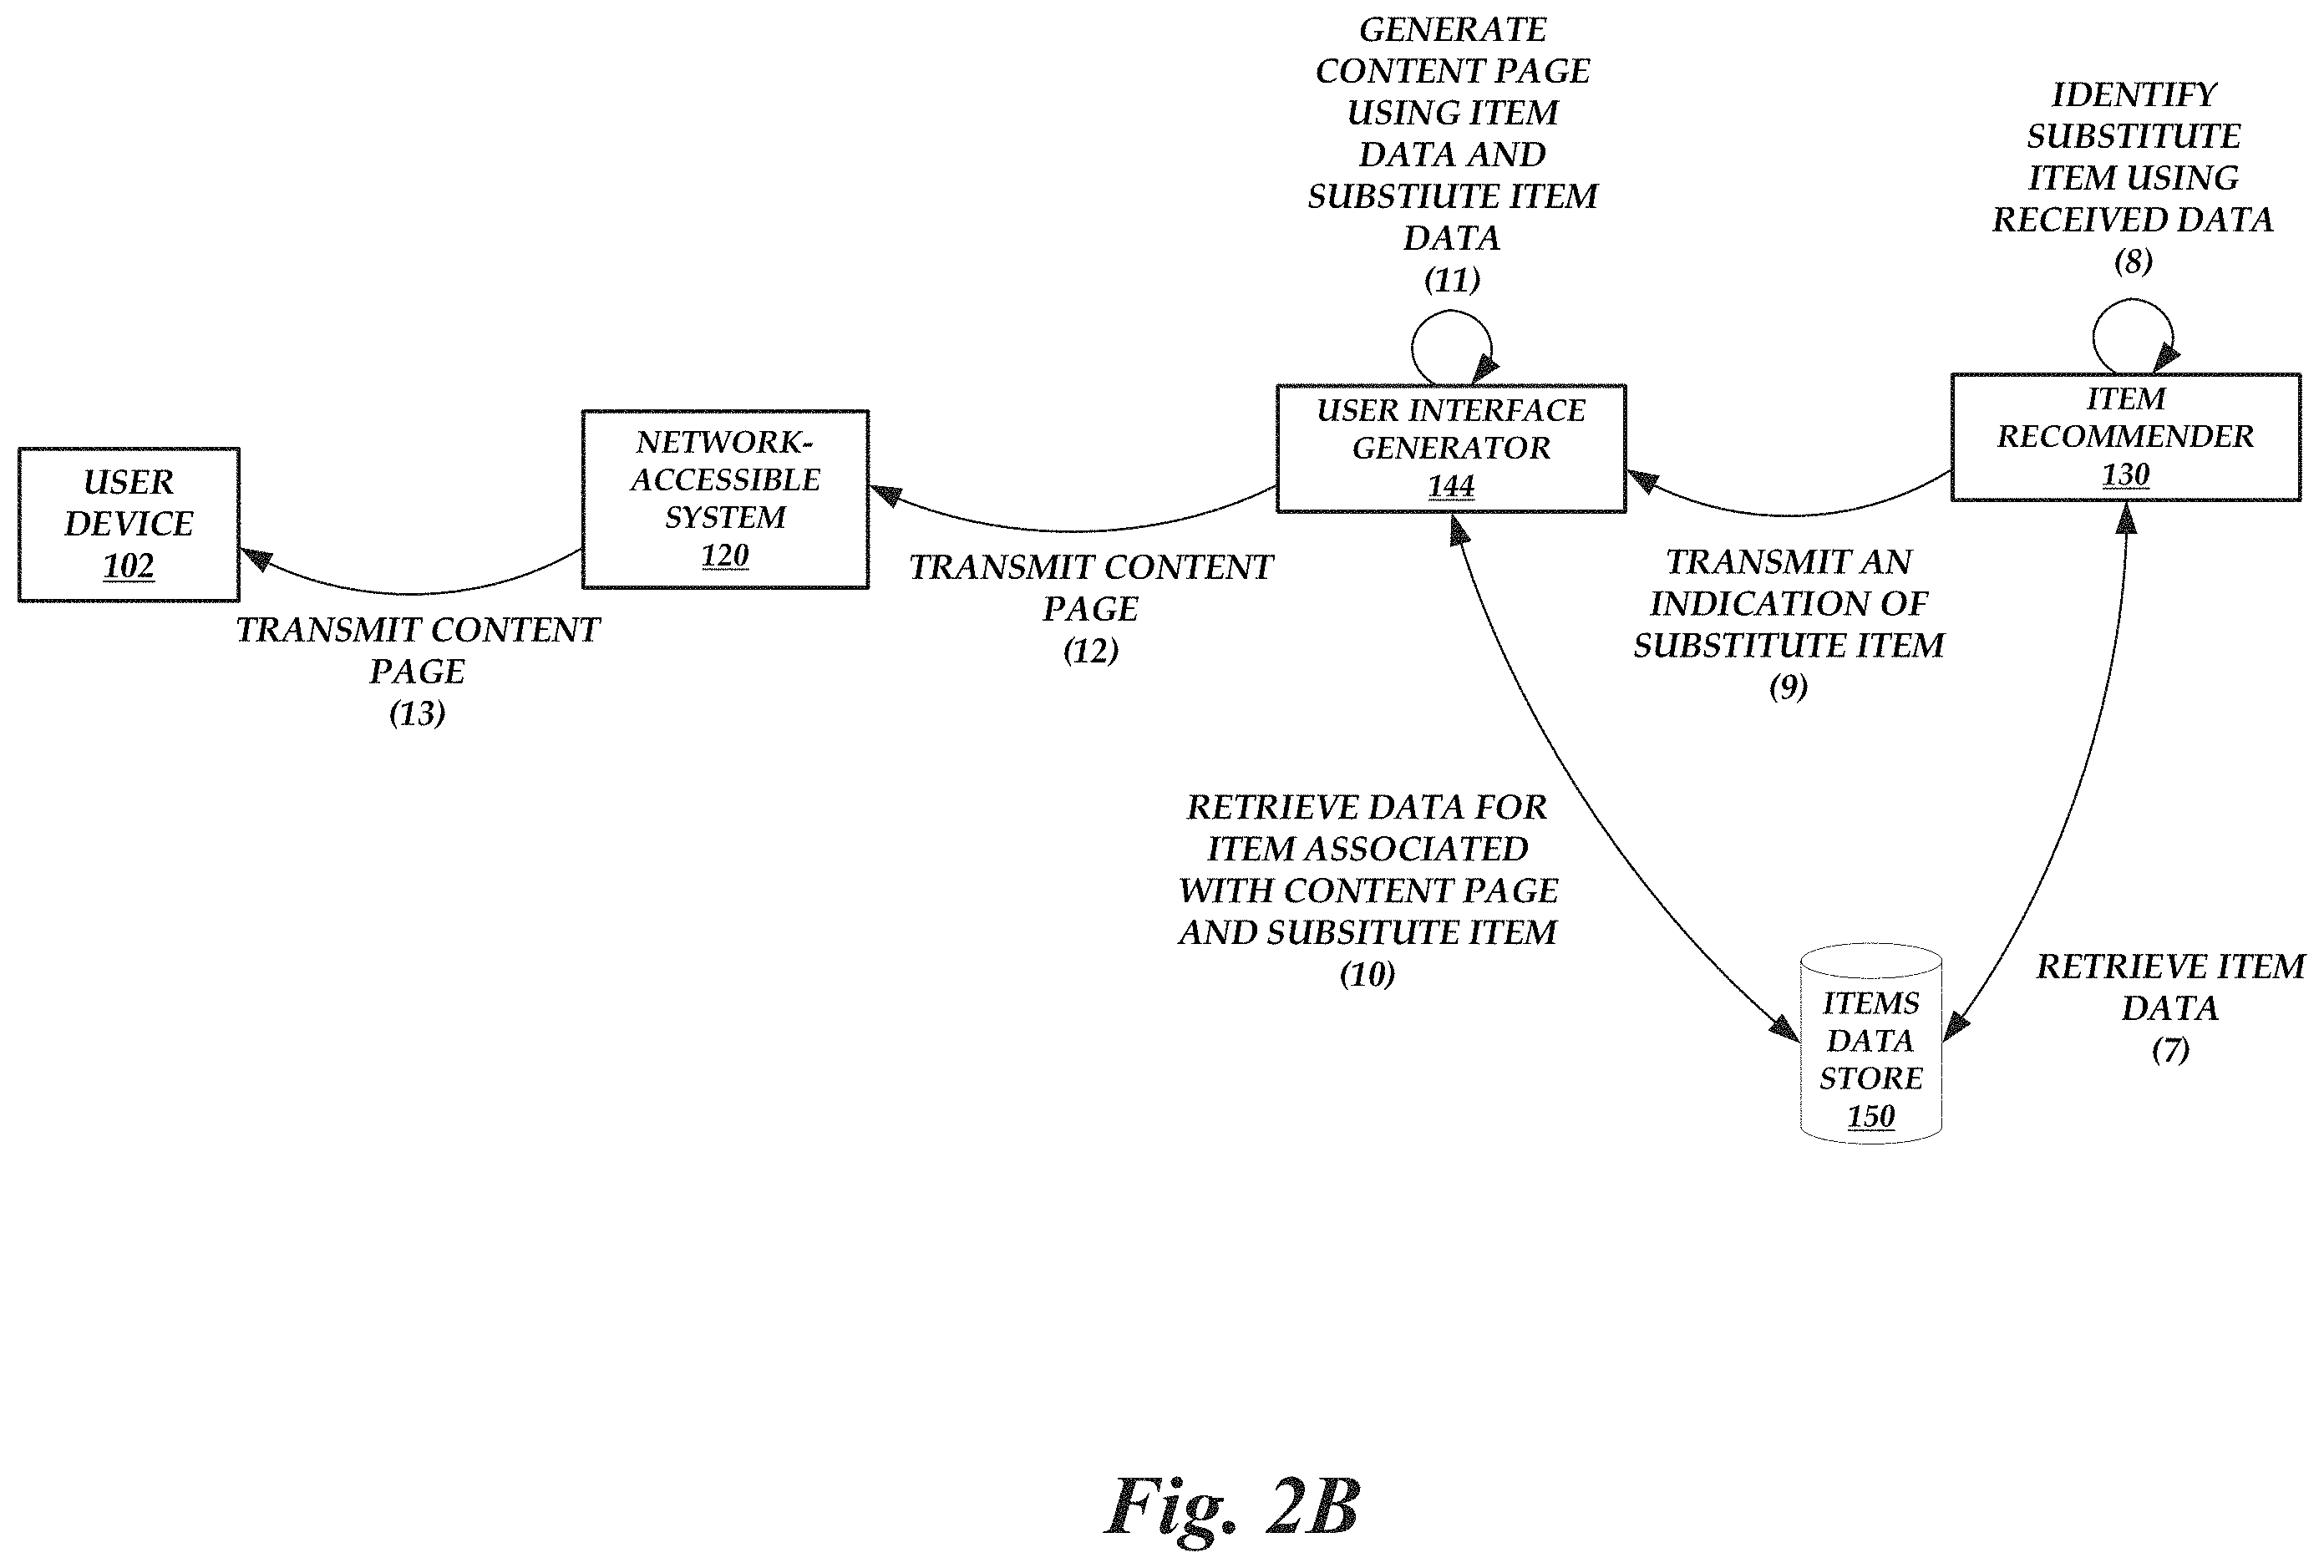 GENERATE
CONTENT PAGE
USING ITEM
DATA AND
SUBSTIUTE ITEM
DATA
(11)
IDENTIFY
SUBSTITUTE
ITEM USING
RECEIVED DATA
(8)
USER
DEVICE
102
NETWORK-
ACCESSIBLE
SYSTEM
120
USER INTERFACE
GENERATOR
144
ITEM
RECOMMENDER
130
TRANSMIT CONTENT
PAGE
(13)
TRANSMIT CONTENT
PAGE
(12)
TRANSMIT AN
INDICATION OF
SUBSTITUTE ITEM
(9)
RETRIEVE DATA FOR
ITEM ASSOCIATED
WITH CONTENT PAGE
AND SUBSITUTE ITEM
(10)
ITEMS
DATA
STORE
150
RETRIEVE ITEM
DATA
(7)
Fig. 2B